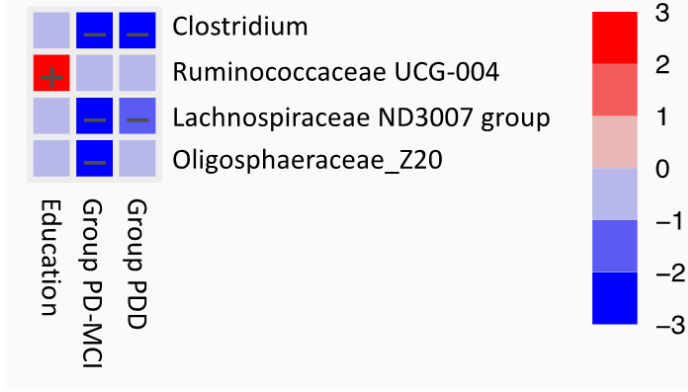 Clostridium
Ruminococcaceae UCG-004
Lachnospiraceae ND3007 group
Oligosphaeraceae_Z20
Education
Group PD-MCI
Group PDD
3
2
1
0
−1
−2
−3